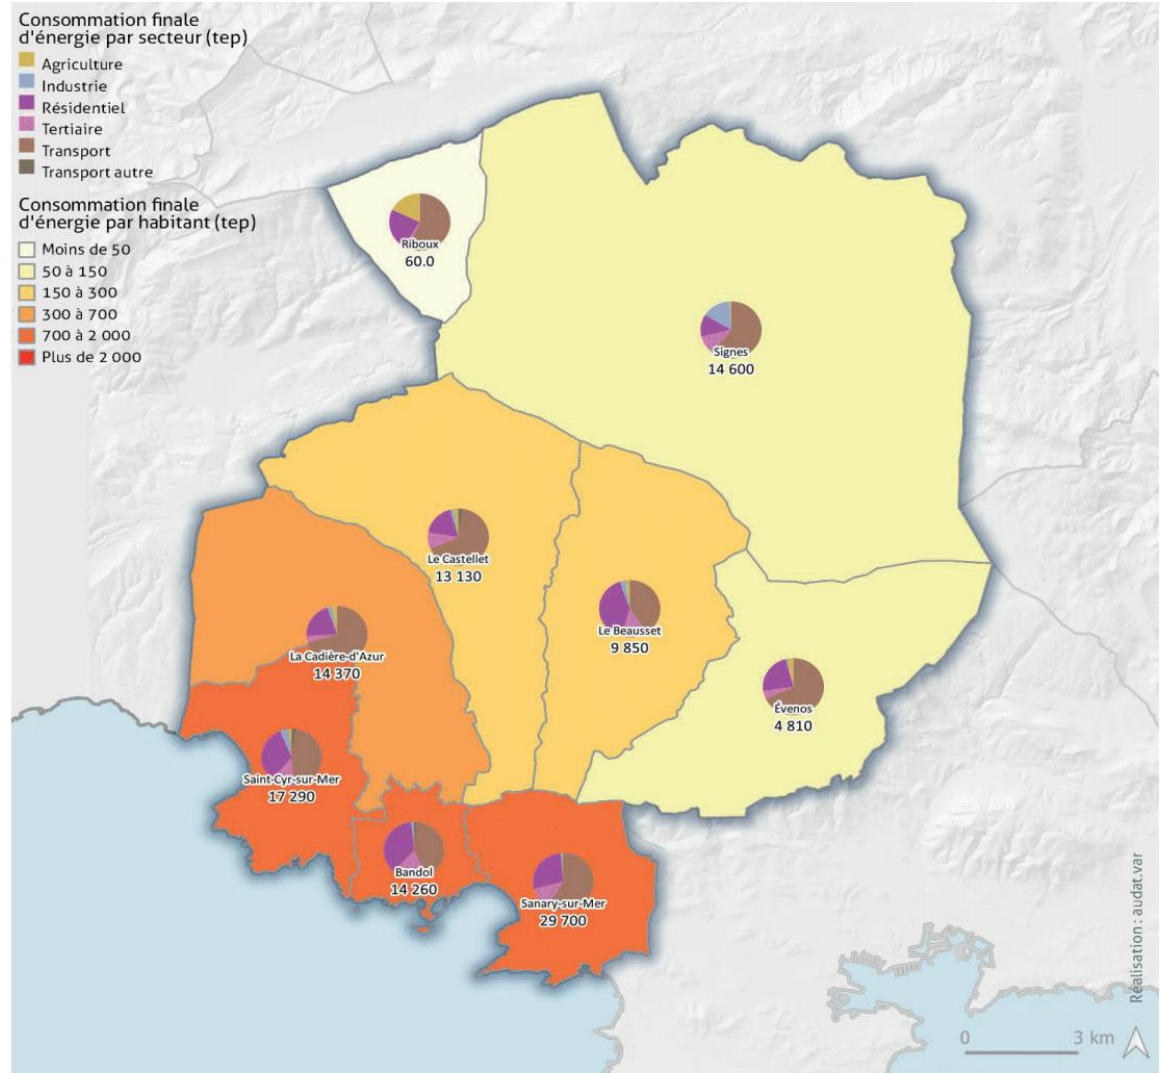 Consommation finale
d'énergie par secteur (tep)
Agriculture
Industrie
Résidentiel
Tertiaire
Transport
Transport autre
Consommation finale
d'énergie par habitant (tep)
Moins de 50
50 à 150
150 à 300
300 à 700
700 à 2 000
Plus de 2 000
Riboux
60.0
Signes
14 600
Le Castellet
13 130
Le Beausset
9 850
La Cadière-d'Azur
14 370
Évenos
4 810
Saint-Cyr-sur-Mer
17 290
Bandol
14 260
Sanary-sur-Mer
29 700
Réalisation : audat.var
0 3 km